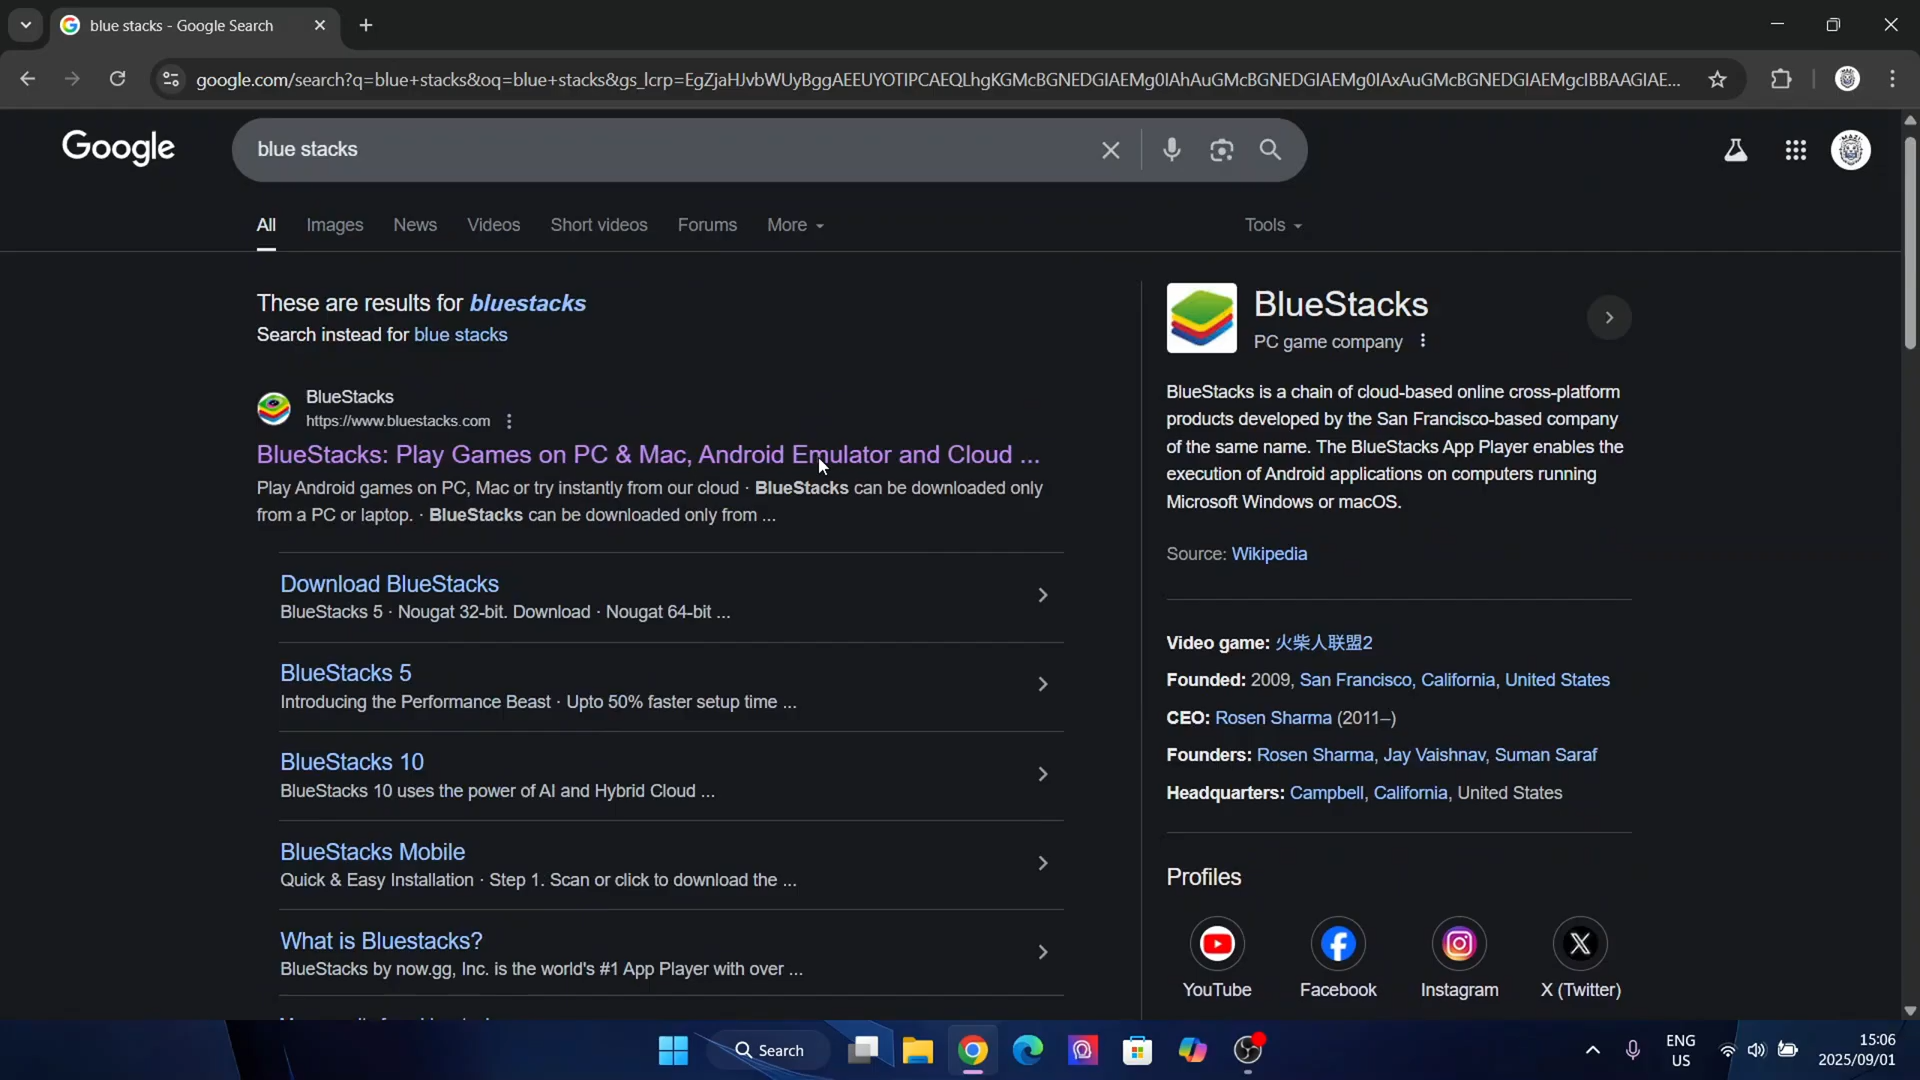 blue stacks - Google Search
google.com/search?q=blue+stacks&oq=blue+stacks&gs_lcrp=EgZjaHJvbWUyBggAEEUYOTIPCAEQLhgKGMcBGNEDGIAEMg0IAhAuGMcBGNEDGIAEMg0IAxAuGMcBGNEDGIAEMgcIBBAAGIAE...
Google
blue stacks
All Images News Videos Short videos Forums More Tools
These are results for bluestacks
Search instead for blue stacks
BlueStacks
https://www.bluestacks.com
BlueStacks: Play Games on PC & Mac, Android Emulator and Cloud ...
Play Android games on PC, Mac or try instantly from our cloud · BlueStacks can be downloaded only
from a PC or laptop. · BlueStacks can be downloaded only from ...
Download BlueStacks
BlueStacks 5 · Nougat 32-bit. Download · Nougat 64-bit ...
BlueStacks 5
Introducing the Performance Beast · Upto 50% faster setup time ...
BlueStacks 10
BlueStacks 10 uses the power of AI and Hybrid Cloud ...
BlueStacks Mobile
Quick & Easy Installation · Step 1. Scan or click to download the ...
What is Bluestacks?
BlueStacks by now.gg, Inc. is the world's #1 App Player with over ...
BlueStacks
PC game company
BlueStacks is a chain of cloud-based online cross-platform
products developed by the San Francisco-based company
of the same name. The BlueStacks App Player enables the
execution of Android applications on computers running
Microsoft Windows or macOS.
Source: Wikipedia
Video game: 火柴人联盟2
Founded: 2009, San Francisco, California, United States
CEO: Rosen Sharma (2011–)
Founders: Rosen Sharma, Jay Vaishnav, Suman Saraf
Headquarters: Campbell, California, United States
Profiles
YouTube Facebook Instagram X (Twitter)
Search
ENG
US
15:06
2025/09/01